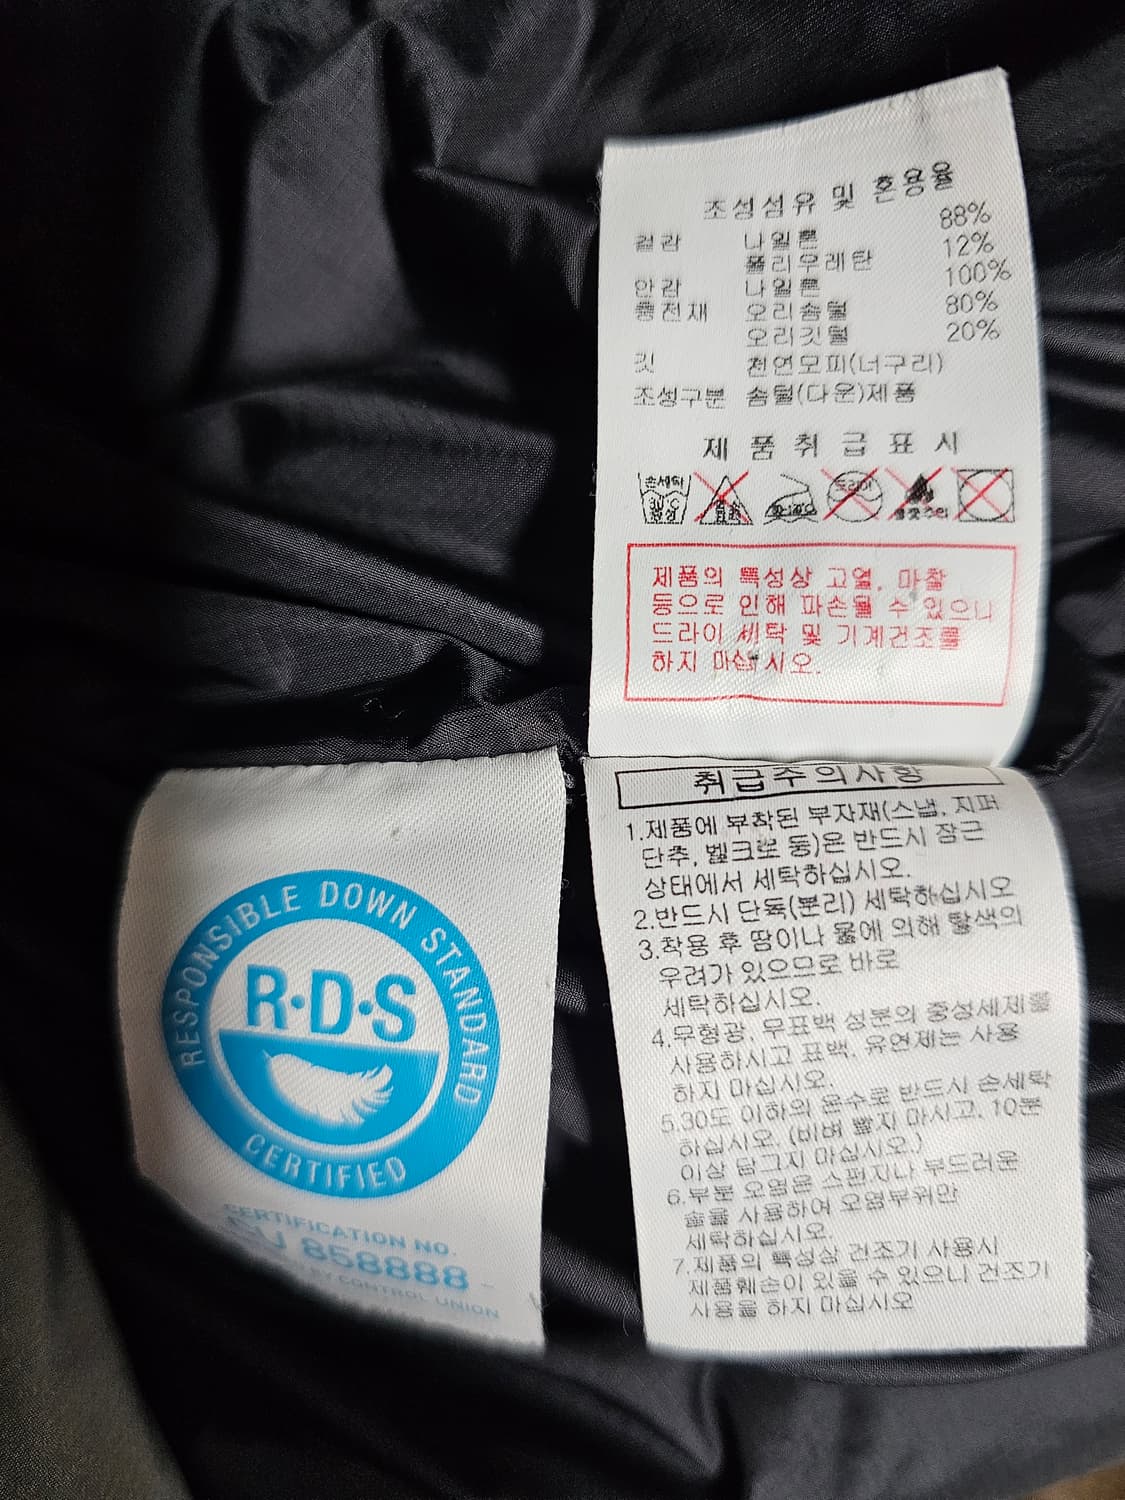 조성섬유 및 혼용율
겉감 나일론 88%
폴리우레탄 12%
안감 나일론 100%
충전재 오리솜털 80%
오리깃털 20%
깃 천연모피(너구리)
조성구분 솜털(다운)제품
제 품 취 급 표 시
손세탁
드라이
제품의 특성상 고열, 마찰
등으로 인해 파손될 수 있으니
드라이 세탁 및 기계건조를
하지 마십시오.
취급주의사항
1.제품에 부착된 부자재(스냅, 지퍼
단추, 벨크로 등)은 반드시 잠근
상태에서 세탁하십시오.
2.반드시 단독(분리) 세탁하십시오
3.착용 후 땀이나 물에 의해 탈색의
우려가 있으므로 바로
세탁하십시오.
4.무형광, 무표백 성분의 중성세제를
사용하시고 표백, 유연제는 사용
하지 마십시오.
5.30도 이하의 온수로 반드시 손세탁
하십시오. (비벼 빨지 마시고, 10분
이상 담그지 마십시오.)
6.부분 오염은 스펀지나 부드러운
솔을 사용하여 오염부위만
세탁하십시오.
7.제품의 특성상 건조기 사용시
제품훼손이 있을 수 있으니 건조기
사용을 하지 마십시오
RESPONSIBLE DOWN STANDARD
R·D·S
CERTIFIED
CERTIFICATION NO.
CU 858888
BY CONTROL UNION